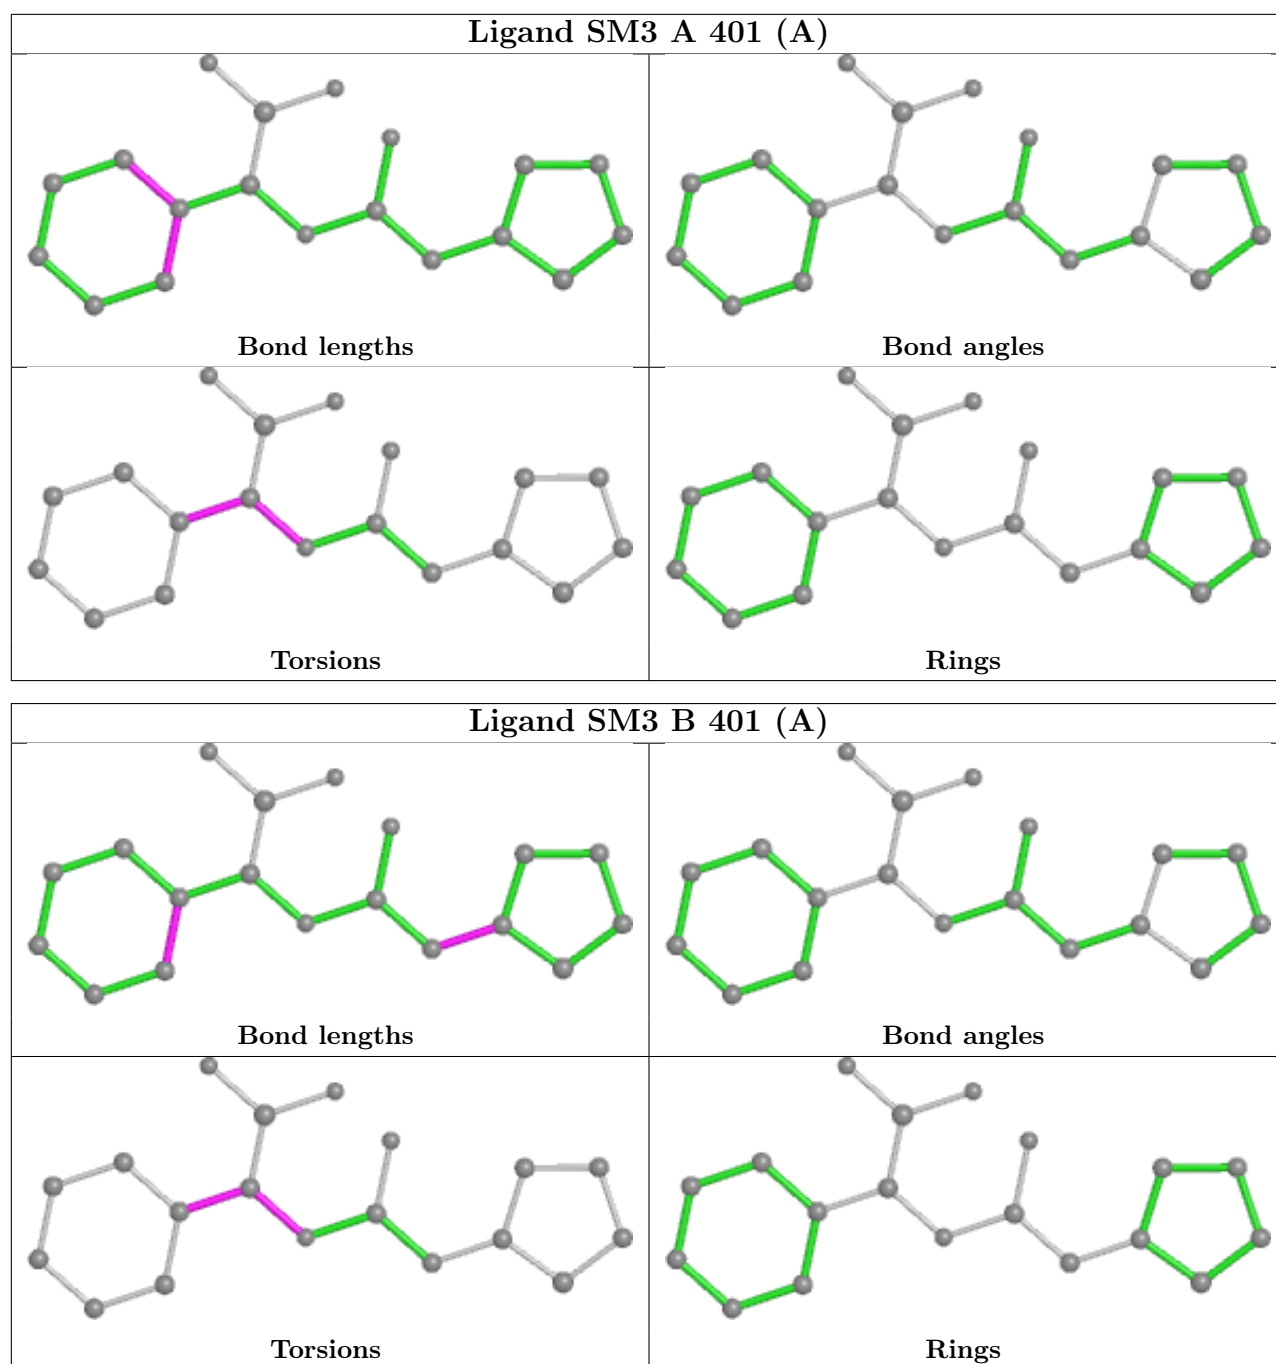 Ligand SM3 A 401 (A)
Bond lengths
Bond angles
Torsions
Rings
Ligand SM3 B 401 (A)
Bond lengths
Bond angles
Torsions
Rings